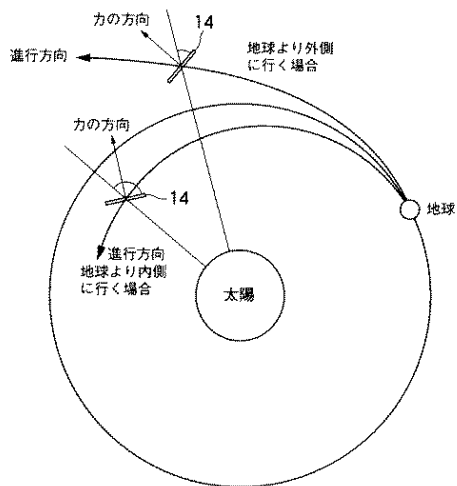 力の方向
14
進行方向
地球より外側
に行く場合
力の方向
14
地球
進行方向
地球より内側
に行く場合
太陽